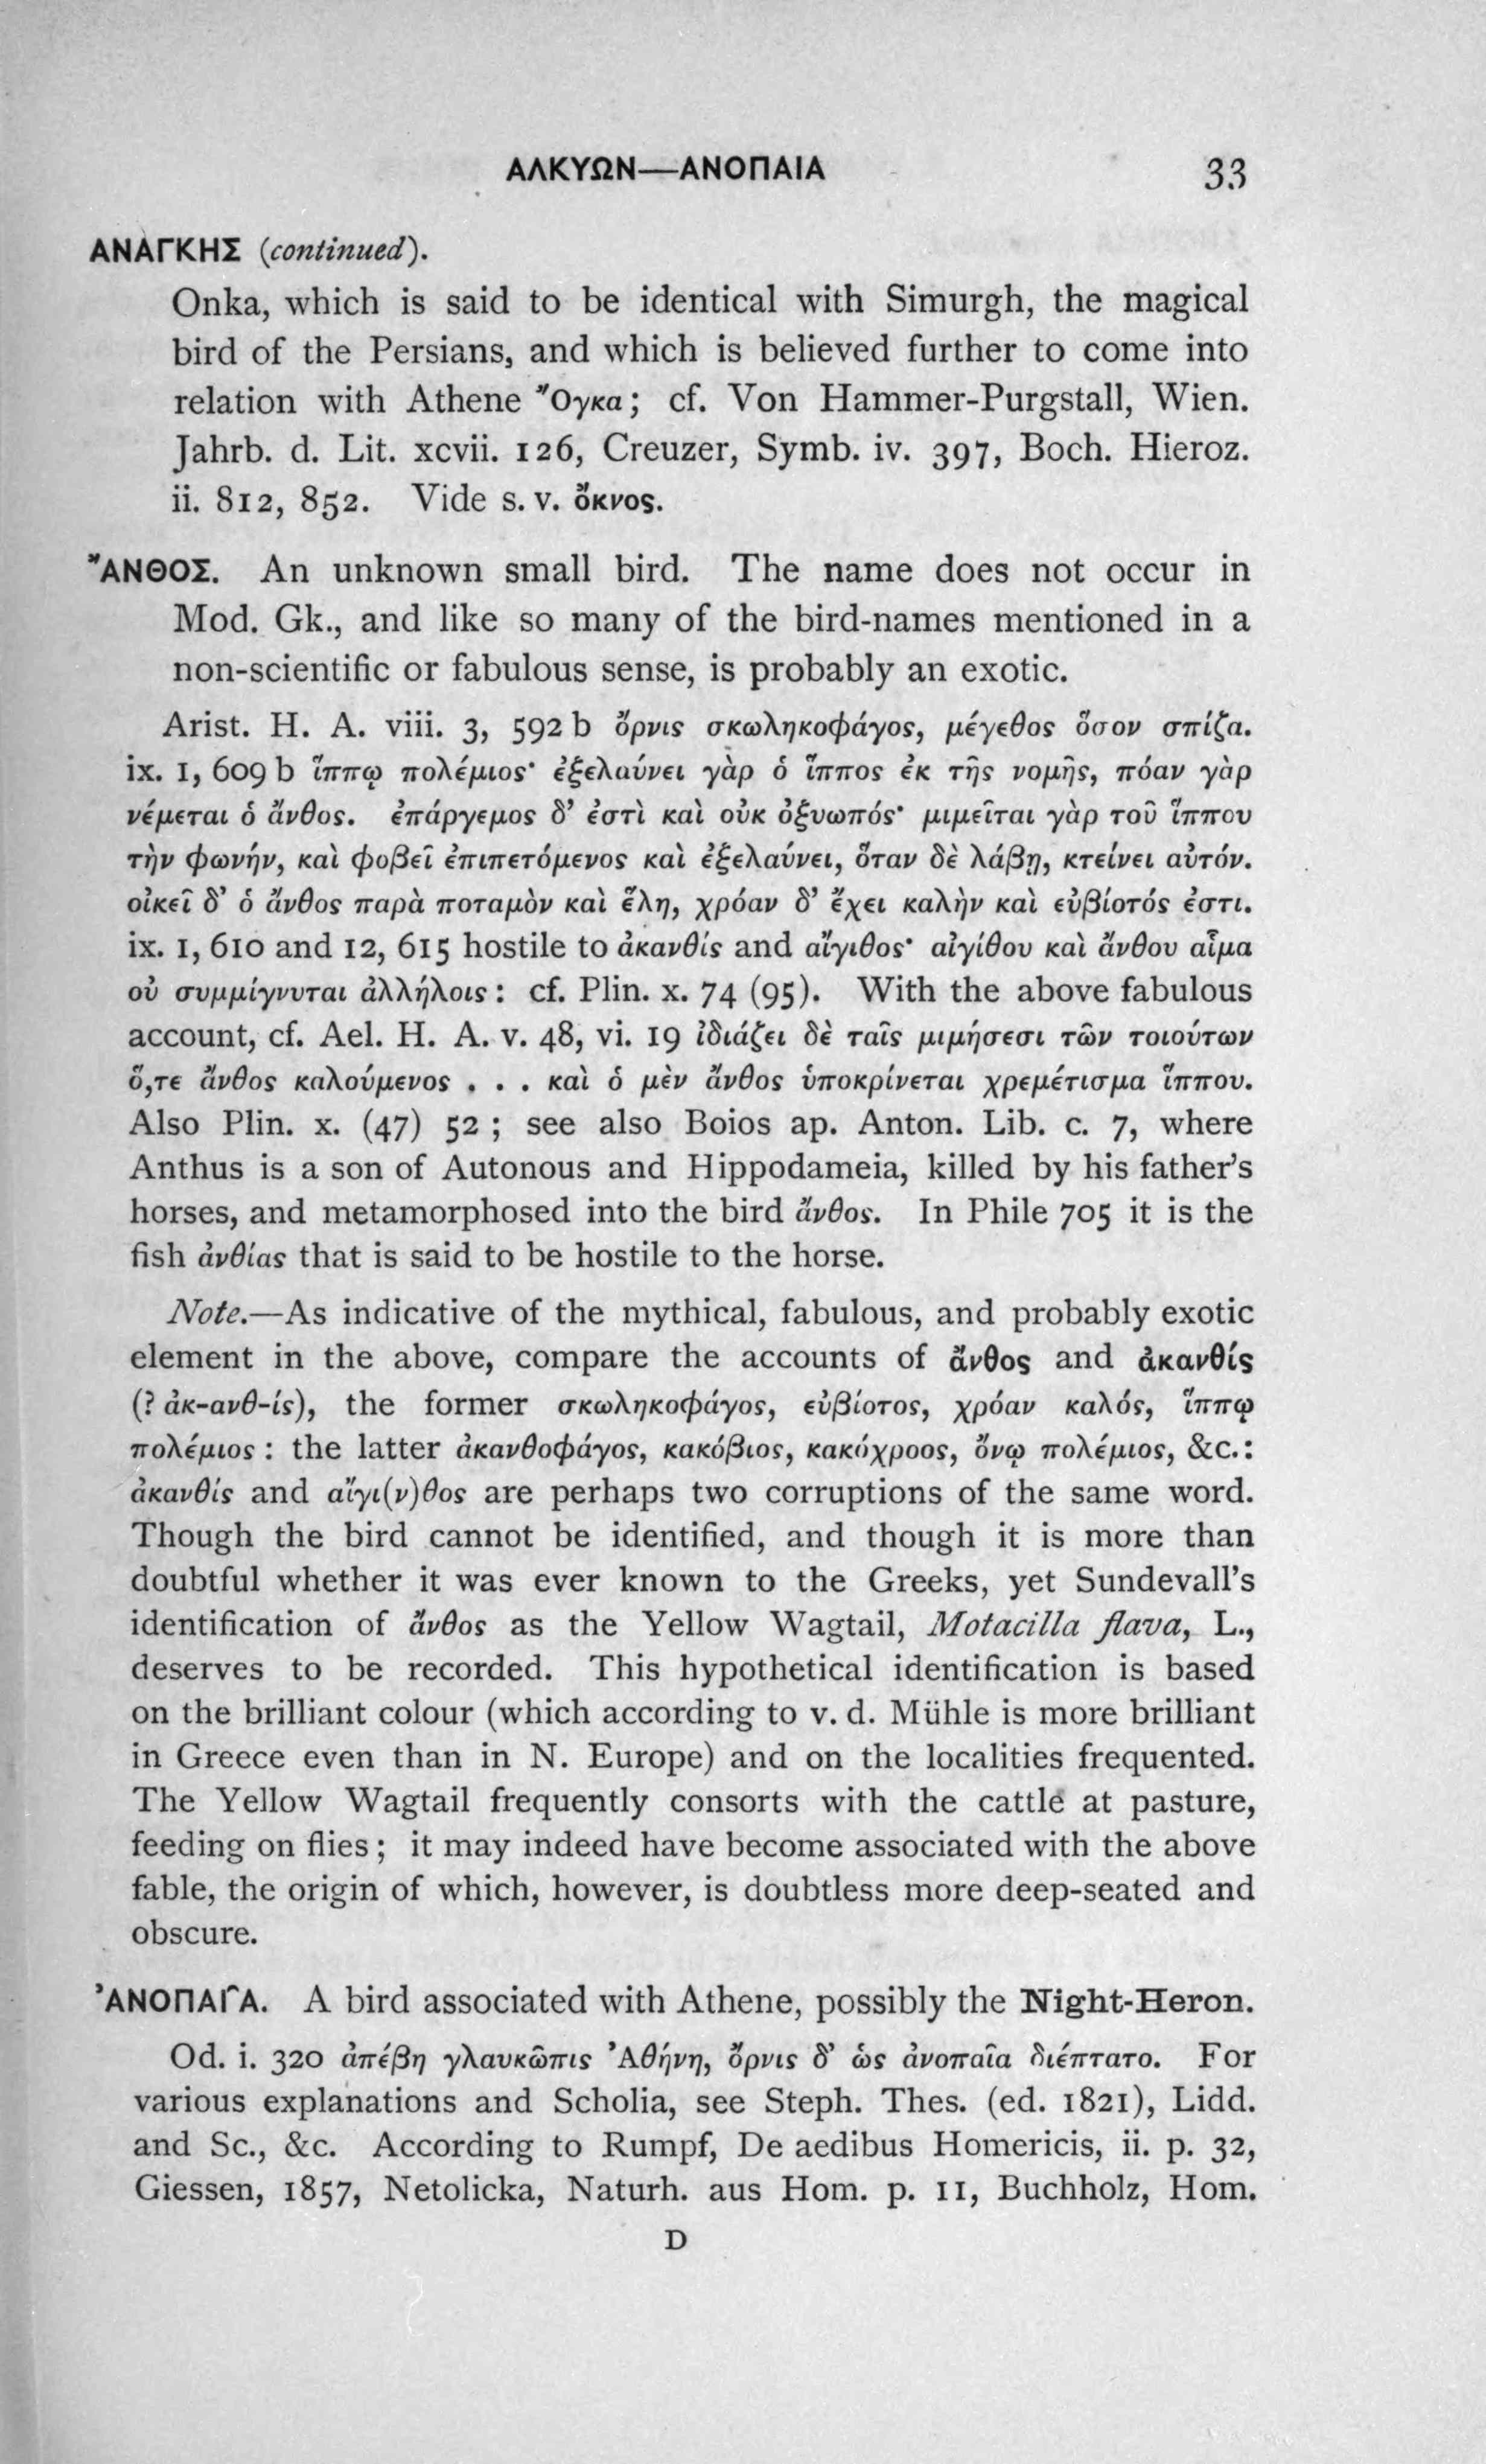 ΑΛΚΥΩΝ—ΑΝΟΠΑΙΑ 33
ΑΝΑΓΚΗΣ (continued).
Onka, which is said to be identical with Simurgh, the magical
bird of the Persians, and which is believed further to come into
relation with Athene Ὄγκα; cf. Von Hammer-Purgstall, Wien.
Jahrb. d. Lit. xcvii. 126, Creuzer, Symb. iv. 397, Boch. Hieroz.
ii. 812, 852. Vide s. v. ὄκνος.
ἌΝΘΟΣ. An unknown small bird. The name does not occur in
Mod. Gk., and like so many of the bird-names mentioned in a
non-scientific or fabulous sense, is probably an exotic.
Arist. H. A. viii. 3, 592 b ὄρνις σκωληκοφάγος, μέγεθος ὅσον σπίζα.
ix. 1, 609 b ἵππῳ πολέμιος· ἐξελαύνει γὰρ ὁ ἵππος ἐκ τῆς νομῆς, πόαν γὰρ
νέμεται ὁ ἄνθος. ἐπάργεμος δ' ἐστὶ καὶ οὐκ ὀξυωπός· μιμεῖται γὰρ τοῦ ἵππου
τὴν φωνήν, καὶ φοβεῖ ἐπιπετόμενος καὶ ἐξελαύνει, ὅταν δὲ λάβῃ, κτείνει αὐτόν.
οἰκεῖ δ' ὁ ἄνθος παρὰ ποταμὸν καὶ ἕλη, χρόαν δ' ἔχει καλὴν καὶ εὐβίοτός ἐστι.
ix. 1, 610 and 12, 615 hostile to ἀκανθίς and αἴγιθος· αἰγίθου καὶ ἄνθου αἷμα
οὐ συμμίγνυται ἀλλήλοις: cf. Plin. x. 74 (95). With the above fabulous
account, cf. Ael. H. A. v. 48, vi. 19 ἰδιάζει δὲ ταῖς μιμήσεσι τῶν τοιούτων
ὅ,τε ἄνθος καλούμενος . . . καὶ ὁ μὲν ἄνθος ὑποκρίνεται χρεμέτισμα ἵππου.
Also Plin. x. (47) 52; see also Boios ap. Anton. Lib. c. 7, where
Anthus is a son of Autonous and Hippodameia, killed by his father's
horses, and metamorphosed into the bird ἄνθος. In Phile 705 it is the
fish ἀνθίας that is said to be hostile to the horse.
Note.—As indicative of the mythical, fabulous, and probably exotic
element in the above, compare the accounts of ἄνθος and ἀκανθίς
(? ἀκ-ανθ-ίς), the former σκωληκοφάγος, εὐβίοτος, χρόαν καλός, ἵππῳ
πολέμιος: the latter ἀκανθοφάγος, κακόβιος, κακόχροος, ὄνῳ πολέμιος, &c.:
ἀκανθίς and αἴγι(ν)θος are perhaps two corruptions of the same word.
Though the bird cannot be identified, and though it is more than
doubtful whether it was ever known to the Greeks, yet Sundevall's
identification of ἄνθος as the Yellow Wagtail, Motacilla flava, L.,
deserves to be recorded. This hypothetical identification is based
on the brilliant colour (which according to v. d. Mühle is more brilliant
in Greece even than in N. Europe) and on the localities frequented.
The Yellow Wagtail frequently consorts with the cattle at pasture,
feeding on flies; it may indeed have become associated with the above
fable, the origin of which, however, is doubtless more deep-seated and
obscure.
ἈΝΟΠΑΙ͂Α. A bird associated with Athene, possibly the Night-Heron.
Od. i. 320 ἀπέβη γλαυκῶπις Ἀθήνη, ὄρνις δ' ὡς ἀνοπαῖα διέπτατο. For
various explanations and Scholia, see Steph. Thes. (ed. 1821), Lidd.
and Sc., &c. According to Rumpf, De aedibus Homericis, ii. p. 32,
Giessen, 1857, Netolicka, Naturh. aus Hom. p. 11, Buchholz, Hom.
D